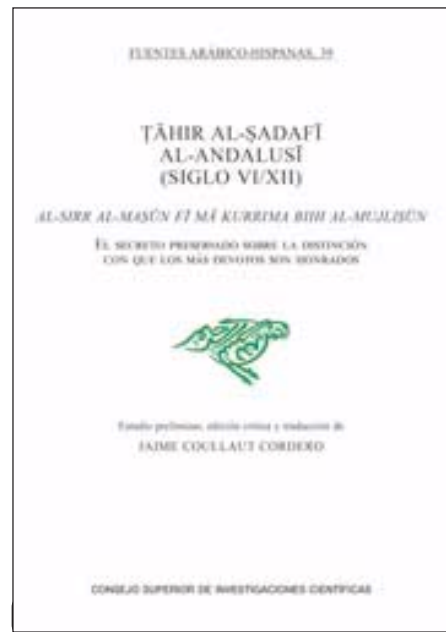 FUENTES ARÁBICO-HISPANAS, 39
ṬĀHIR AL-ṢADAFĪ
AL-ANDALUSĪ
(SIGLO VI/XII)
AL-SIRR AL-MAṢŪN FĪ MĀ KURRIMA BIHI AL-MUJLIṢŪN
EL SECRETO PRESERVADO SOBRE LA DISTINCIÓN
CON QUE LOS MÁS DEVOTOS SON HONRADOS
Estudio preliminar, edición crítica y traducción de
JAIME COULLAUT CORDERO
CONSEJO SUPERIOR DE INVESTIGACIONES CIENTÍFICAS